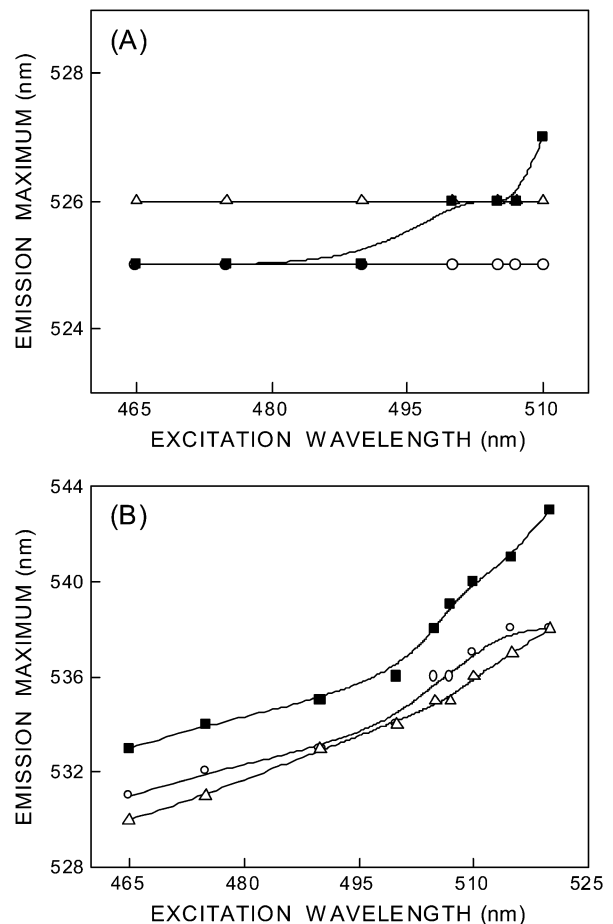 (A)
528
526
524
EMISSION MAXIMUM (nm)
465 480 495 510
EXCITATION WAVELENGTH (nm)
(B)
544
540
536
532
528
EMISSION MAXIMUM (nm)
465 480 495 510 525
EXCITATION WAVELENGTH (nm)